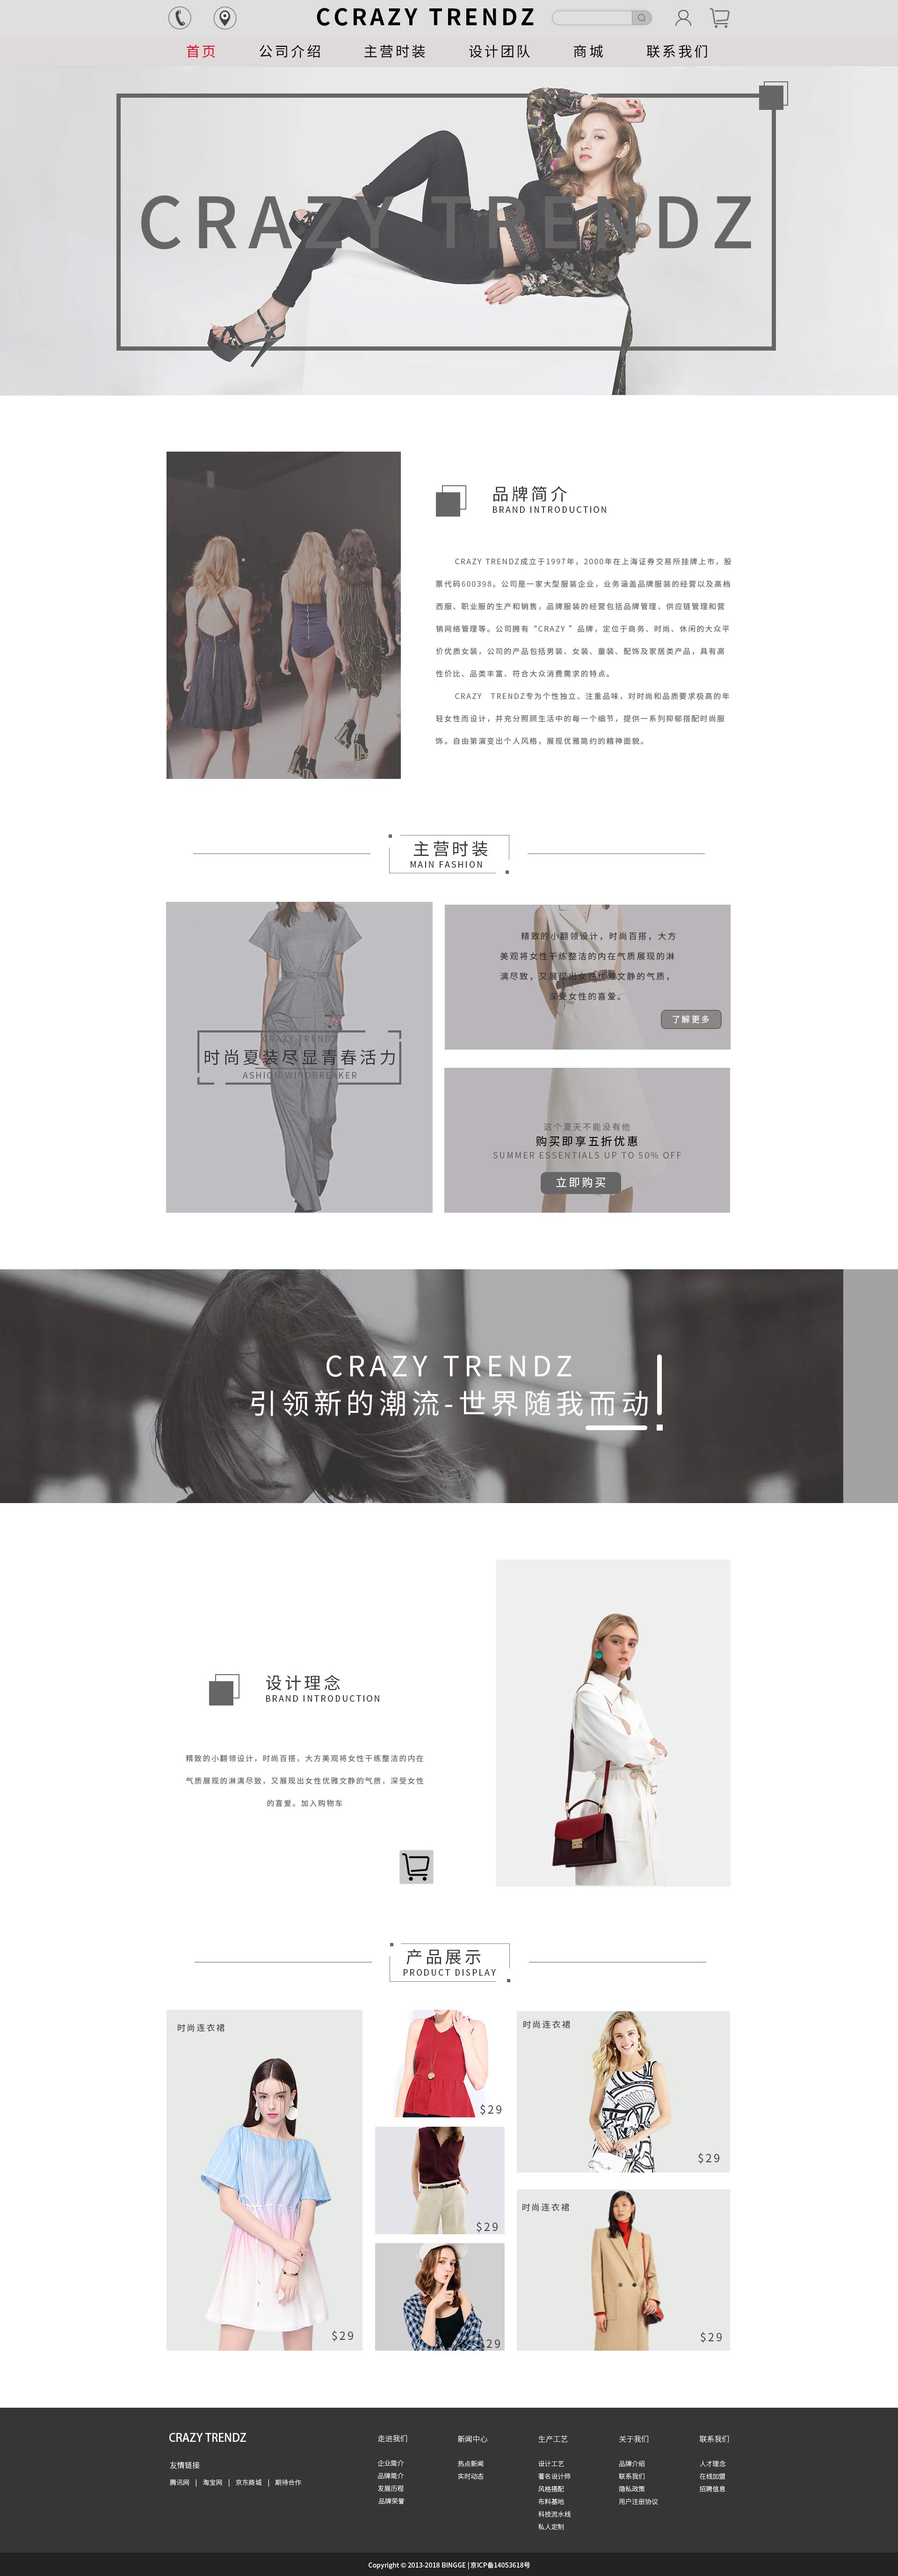 CCRAZY TRENDZ
首页 公司介绍 主营时装 设计团队 商城 联系我们
CRAZY TRENDZ
品牌简介
BRAND INTRODUCTION
CRAZY TRENDZ成立于1997年，2000年在上海证券交易所挂牌上市，股
票代码600398。公司是一家大型服装企业，业务涵盖品牌服装的经营以及高档
西服、职业服的生产和销售，品牌服装的经营包括品牌管理、供应链管理和营
销网络管理等。公司拥有“CRAZY ”品牌，定位于商务、时尚、休闲的大众平
价优质女装，公司的产品包括男装、女装、童装、配饰及家居类产品，具有高
性价比、品类丰富、符合大众消费需求的特点。
CRAZY TRENDZ专为个性独立、注重品味，对时尚和品质要求极高的年
轻女性而设计，并充分照顾生活中的每一个细节，提供一系列抑郁搭配时尚服
饰。自由第演变出个人风格，展现优雅简约的精神面貌。
主营时装
MAIN FASHION
CRAZY TRENDZ
时尚夏装尽显青春活力
ASHION WINDBREAKER
精致的小翻领设计，时尚百搭，大方
美观将女性干练整洁的内在气质展现的淋
漓尽致，又展现出女性优雅文静的气质，
深受女性的喜爱。
了解更多
这个夏天不能没有他
购买即享五折优惠
SUMMER ESSENTIALS UP TO 50% OFF
立即购买
CRAZY TRENDZ
引领新的潮流-世界随我而动
设计理念
BRAND INTRODUCTION
精致的小翻领设计，时尚百搭，大方美观将女性干练整洁的内在
气质展现的淋漓尽致，又展现出女性优雅文静的气质，深受女性
的喜爱。加入购物车
产品展示
PRODUCT DISPLAY
时尚连衣裙
$29
$29
$29
$29
时尚连衣裙
$29
时尚连衣裙
$29
CRAZY TRENDZ
友情链接
腾讯网 | 淘宝网 | 京东商城 | 期待合作
走进我们
企业简介
品牌简介
发展历程
品牌荣誉
新闻中心
热点新闻
实时动态
生产工艺
设计工艺
著名设计师
风格搭配
布料基地
科技流水线
私人定制
关于我们
品牌介绍
联系我们
隐私政策
用户注册协议
联系我们
人才理念
在线加盟
招聘信息
Copyright © 2013-2018 BINGGE | 京ICP备14053618号